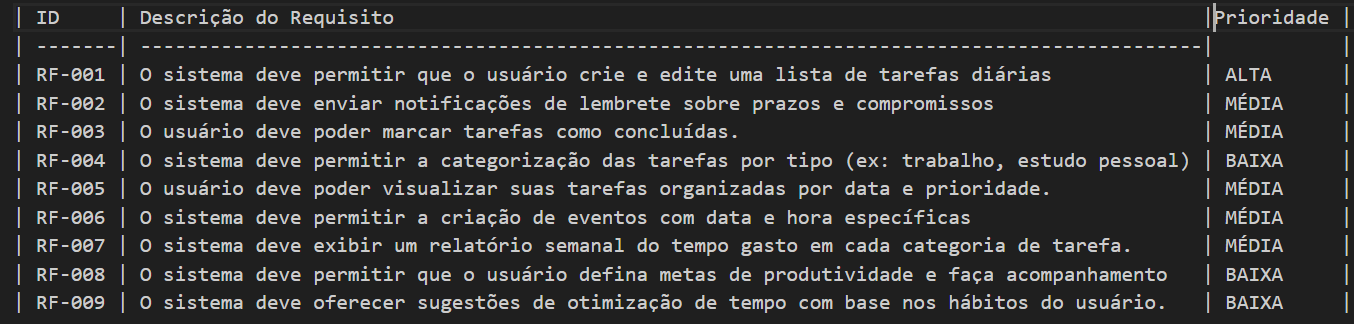 | ID | Descrição do Requisito |Prioridade |
| -------| --------------------------------------------------------------------------------------------| |
| RF-001 | O sistema deve permitir que o usuário crie e edite uma lista de tarefas diárias | ALTA |
| RF-002 | O sistema deve enviar notificações de lembrete sobre prazos e compromissos | MÉDIA |
| RF-003 | O usuário deve poder marcar tarefas como concluídas. | MÉDIA |
| RF-004 | O sistema deve permitir a categorização das tarefas por tipo (ex: trabalho, estudo pessoal) | BAIXA |
| RF-005 | O usuário deve poder visualizar suas tarefas organizadas por data e prioridade. | MÉDIA |
| RF-006 | O sistema deve permitir a criação de eventos com data e hora específicas | MÉDIA |
| RF-007 | O sistema deve exibir um relatório semanal do tempo gasto em cada categoria de tarefa. | MÉDIA |
| RF-008 | O sistema deve permitir que o usuário defina metas de produtividade e faça acompanhamento | BAIXA |
| RF-009 | O sistema deve oferecer sugestões de otimização de tempo com base nos hábitos do usuário. | BAIXA |